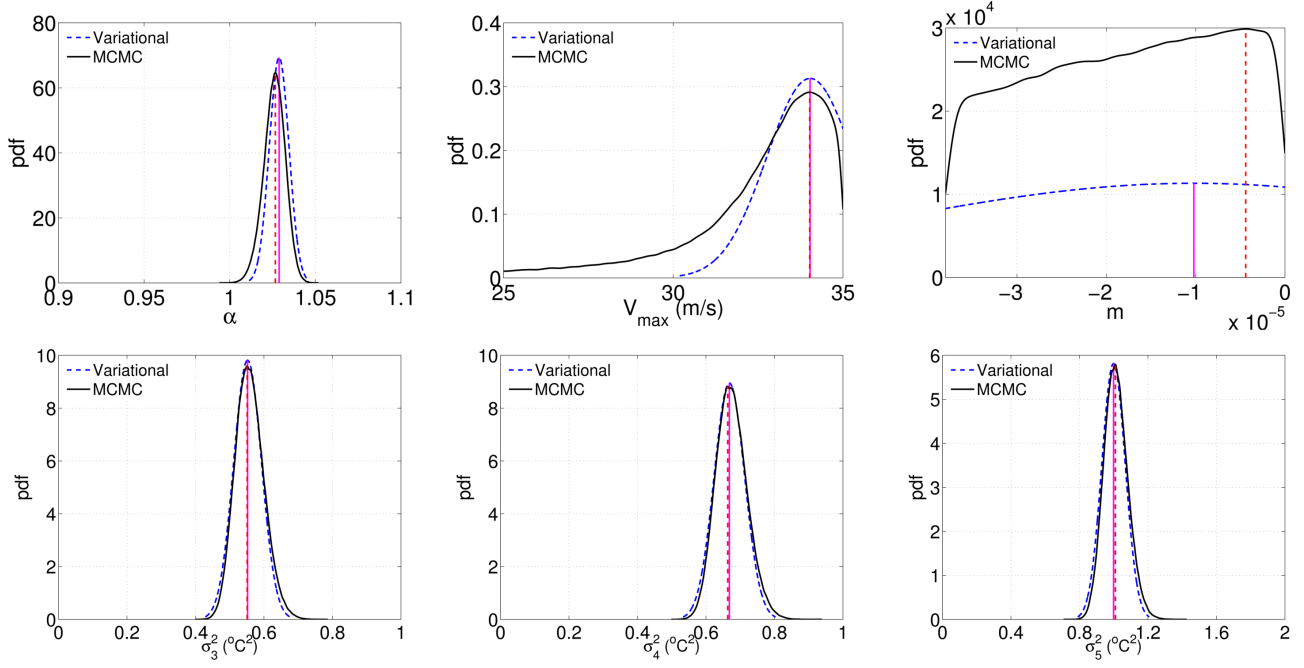 80
60
40
20
0
pdf
Variational
MCMC
0.9 0.95 1 1.05 1.1
α
0.4
0.3
0.2
0.1
0
pdf
Variational
MCMC
25 30 35
V_max (m/s)
x 10^4
3
2
1
0
pdf
Variational
MCMC
−3 −2 −1 0
m
x 10^−5
10
8
6
4
2
0
pdf
Variational
MCMC
0 0.2 0.4 0.6 0.8 1
σ_3^2 (°C^2)
10
8
6
4
2
0
pdf
Variational
MCMC
0 0.2 0.4 0.6 0.8 1
σ_4^2 (°C^2)
6
5
4
3
2
1
0
pdf
Variational
MCMC
0 0.4 0.8 1.2 1.6 2
σ_5^2 (°C^2)